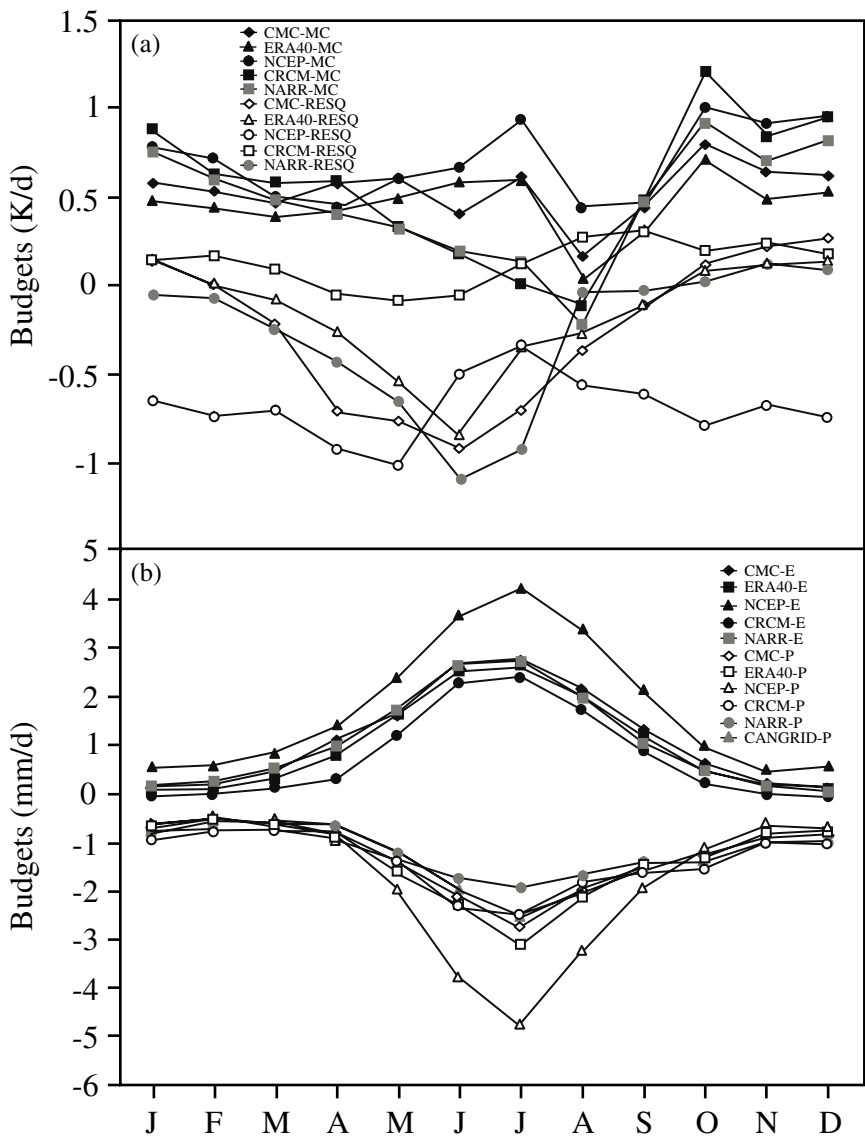 1.5
1
0.5
0
-0.5
-1
Budgets (K/d)
(a)
CMC-MC
ERA40-MC
NCEP-MC
CRCM-MC
NARR-MC
CMC-RESQ
ERA40-RESQ
NCEP-RESQ
CRCM-RESQ
NARR-RESQ
5
4
3
2
1
0
-1
-2
-3
-4
-5
-6
Budgets (mm/d)
(b)
CMC-E
ERA40-E
NCEP-E
CRCM-E
NARR-E
CMC-P
ERA40-P
NCEP-P
CRCM-P
NARR-P
CANGRID-P
J F M A M J J A S O N D